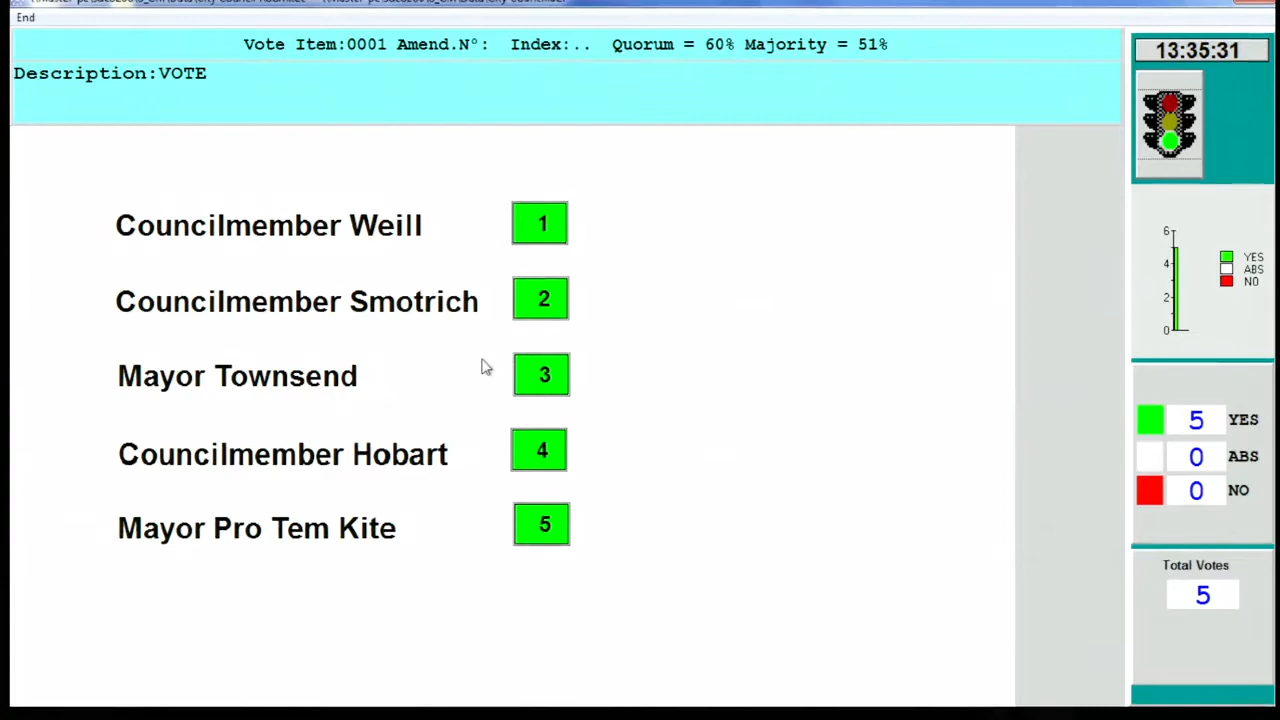 End
Vote Item:0001 Amend.Nº: Index:.. Quorum = 60% Majority = 51%
Description:VOTE
13:35:31
Councilmember Weill 1
Councilmember Smotrich 2
Mayor Townsend 3
Councilmember Hobart 4
Mayor Pro Tem Kite 5
6
4
2
0
YES
ABS
NO
5 YES
0 ABS
0 NO
Total Votes
5